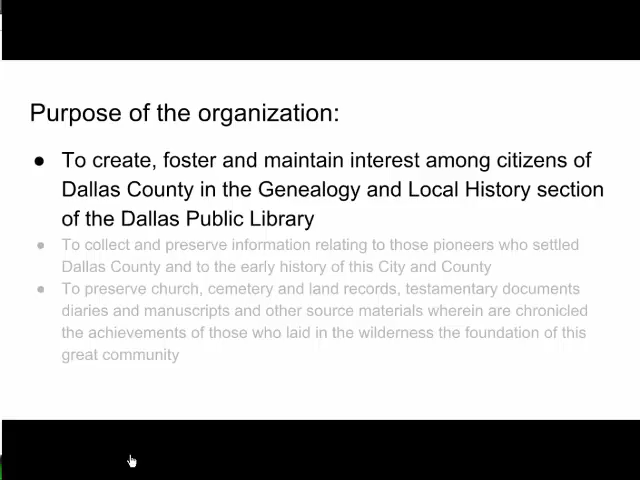 Purpose of the organization:
● To create, foster and maintain interest among citizens of
Dallas County in the Genealogy and Local History section
of the Dallas Public Library
● To collect and preserve information relating to those pioneers who settled
Dallas County and to the early history of this City and County
● To preserve church, cemetery and land records, testamentary documents
diaries and manuscripts and other source materials wherein are chronicled
the achievements of those who laid in the wilderness the foundation of this
great community